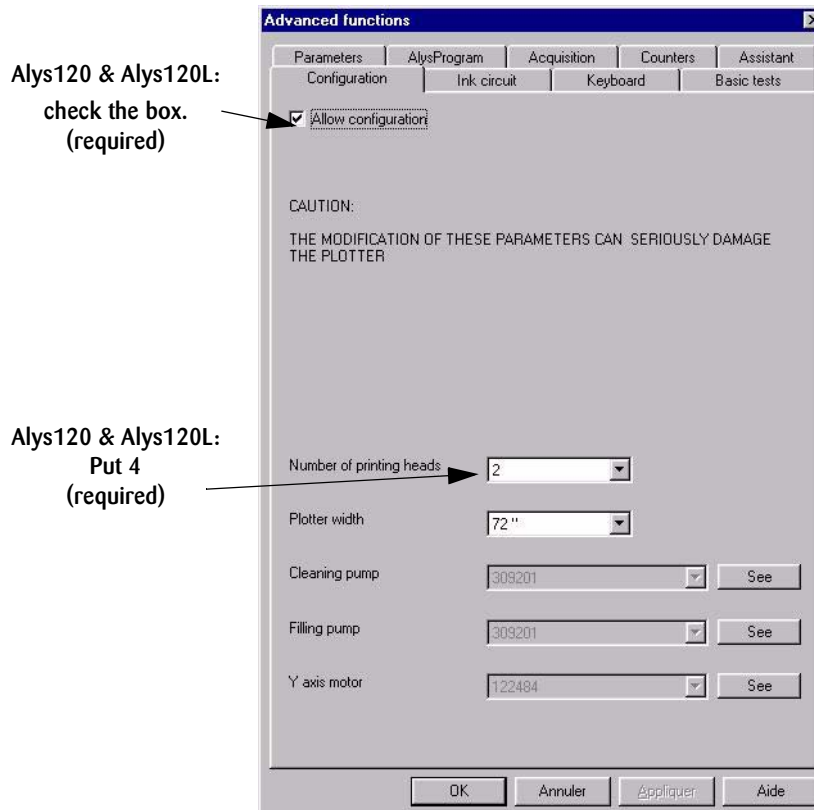 Advanced functions
Parameters AlysProgram Acquisition Counters Assistant
Configuration Ink circuit Keyboard Basic tests
Alys120 & Alys120L:
check the box.
(required)
Allow configuration
CAUTION:
THE MODIFICATION OF THESE PARAMETERS CAN SERIOUSLY DAMAGE
THE PLOTTER
Alys120 & Alys120L:
Put 4
(required)
Number of printing heads 2
Plotter width 72 "
Cleaning pump 309201 See
Filling pump 309201 See
Y axis motor 122484 See
OK Annuler Appliquer Aide